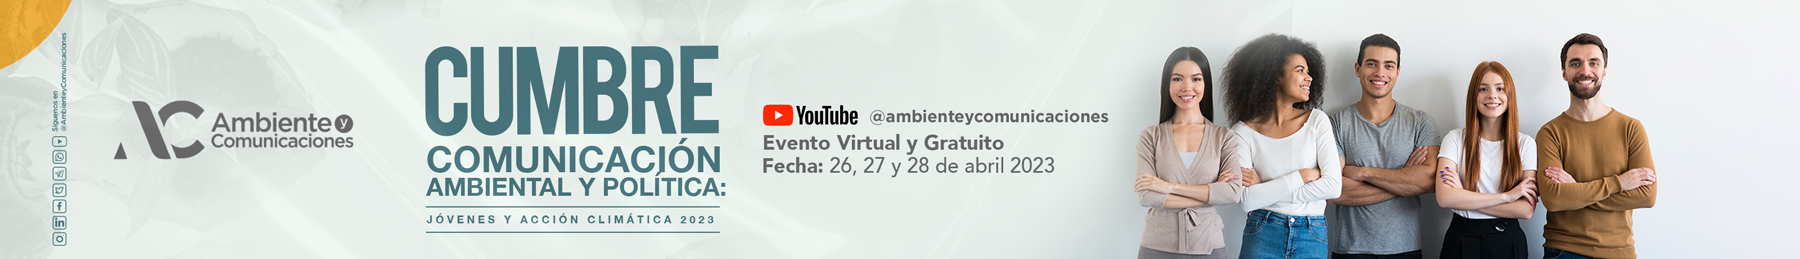 Síguenos en
@AmbienteyComunicaciones
AC
Ambiente y
Comunicaciones
CUMBRE
COMUNICACIÓN
AMBIENTAL Y POLÍTICA:
JÓVENES Y ACCIÓN CLIMÁTICA 2023
YouTube @ambienteycomunicaciones
Evento Virtual y Gratuito
Fecha: 26, 27 y 28 de abril 2023